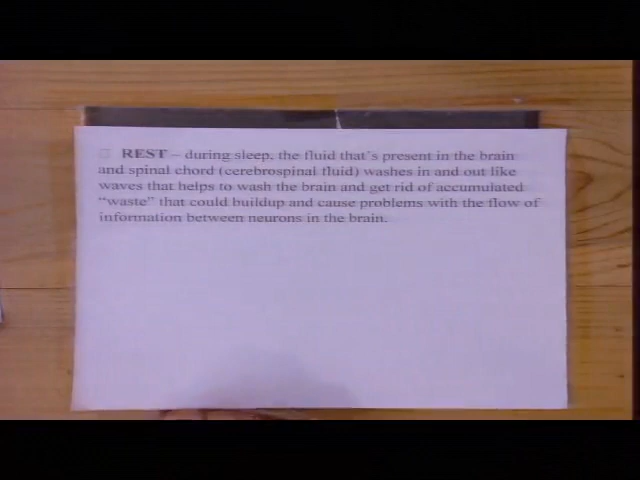 □ REST – during sleep, the fluid that's present in the brain
and spinal chord (cerebrospinal fluid) washes in and out like
waves that helps to wash the brain and get rid of accumulated
“waste” that could buildup and cause problems with the flow of
information between neurons in the brain.